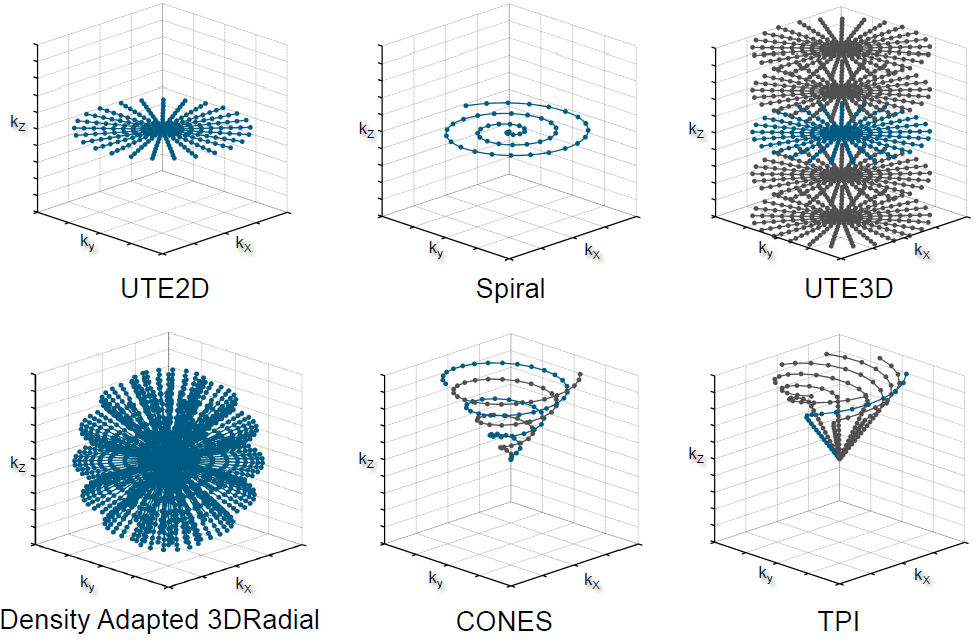 kZ
ky
kX
UTE2D
kZ
ky
kX
Spiral
kZ
ky
kX
UTE3D
kZ
ky
kX
Density Adapted 3DRadial
kZ
ky
kX
CONES
kZ
ky
kX
TPI